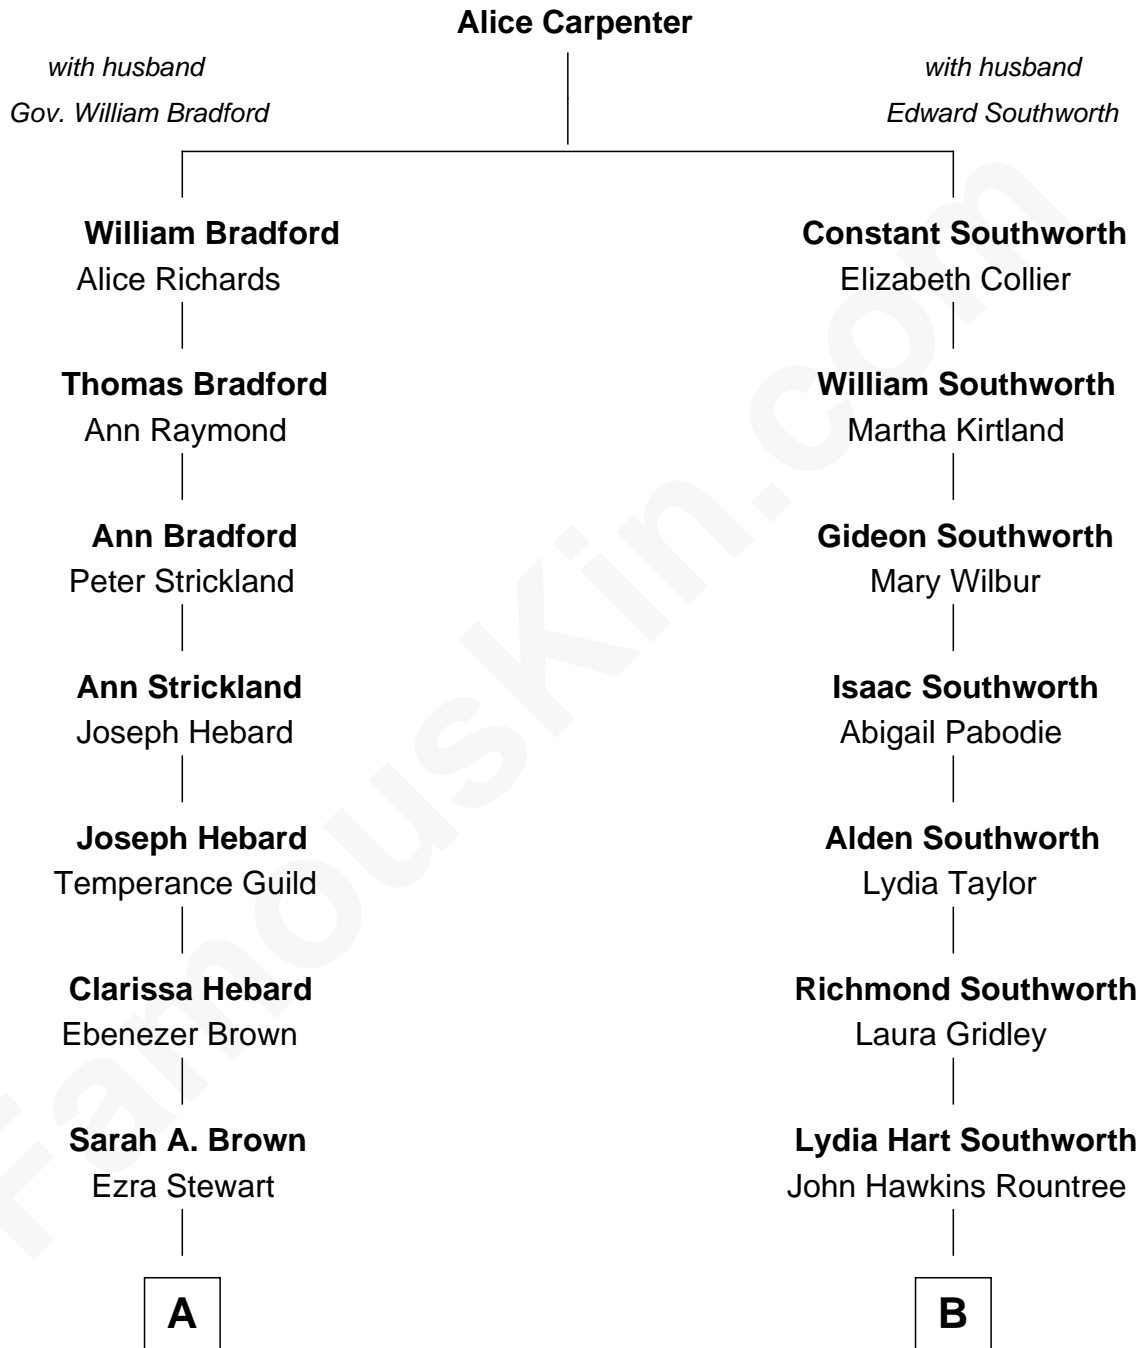 Alice Carpenter
with husband
Gov. William Bradford
with husband
Edward Southworth
William Bradford
Alice Richards
Constant Southworth
Elizabeth Collier
Thomas Bradford
Ann Raymond
William Southworth
Martha Kirtland
Ann Bradford
Peter Strickland
Gideon Southworth
Mary Wilbur
Ann Strickland
Joseph Hebard
Isaac Southworth
Abigail Pabodie
Joseph Hebard
Temperance Guild
Alden Southworth
Lydia Taylor
Clarissa Hebard
Ebenezer Brown
Richmond Southworth
Laura Gridley
Sarah A. Brown
Ezra Stewart
Lydia Hart Southworth
John Hawkins Rountree
A
B
FamousKin.com